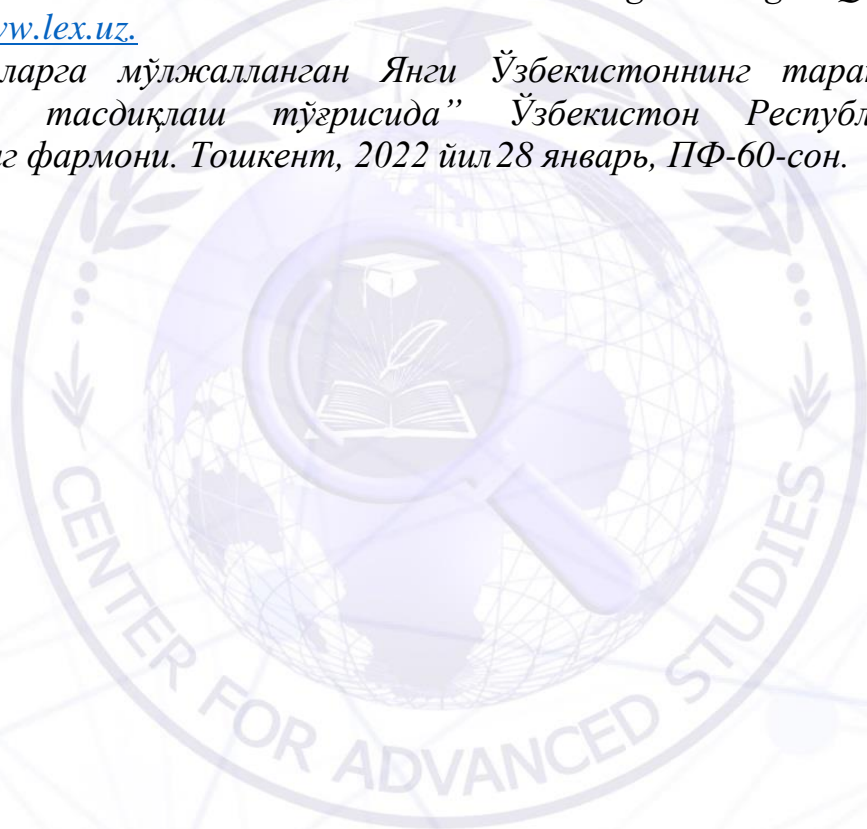 yw.lex.uz.
ларга мўлжалланган Янги Ўзбекистоннинг тара
тасдиқлаш тўғрисида” Ўзбекистон Республ
г фармони. Тошкент, 2022 йил 28 январь, ПФ-60-сон.
CENTER FOR ADVANCED STUDIES